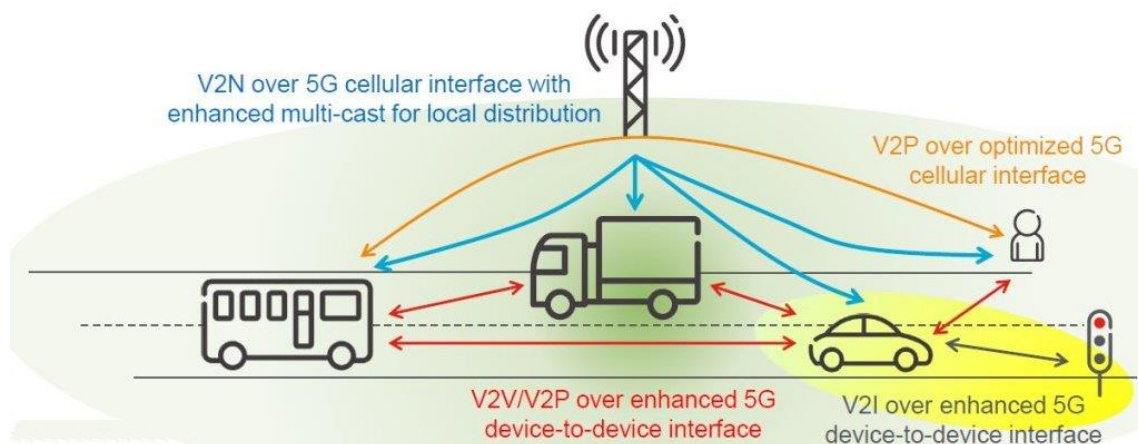 V2N over 5G cellular interface with
enhanced multi-cast for local distribution
V2P over optimized 5G
cellular interface
V2V/V2P over enhanced 5G
device-to-device interface
V2I over enhanced 5G
device-to-device interface